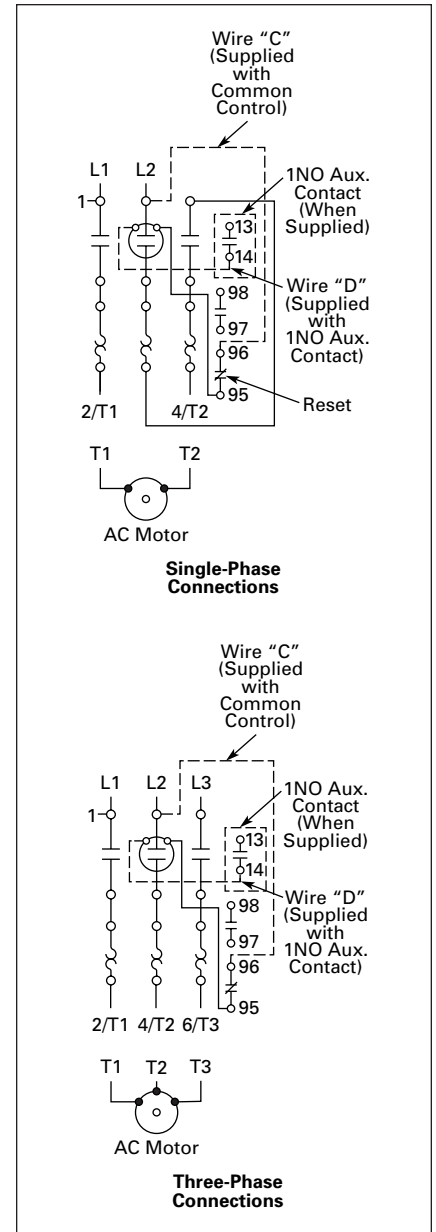 Wire “C”
(Supplied
with
Common
Control)
L1 L2
1NO Aux.
Contact
(When
Supplied)
1
13
14
Wire “D”
(Supplied
with
1NO Aux.
Contact)
98
97
96
95
Reset
2/T1 4/T2
T1 T2
AC Motor
Single-Phase
Connections
Wire “C”
(Supplied
with
Common
Control)
L1 L2 L3
1NO Aux.
Contact
(When
Supplied)
1
13
14
Wire “D”
(Supplied
with
1NO Aux.
Contact)
98
97
96
95
2/T1 4/T2 6/T3
T1 T2 T3
AC Motor
Three-Phase
Connections